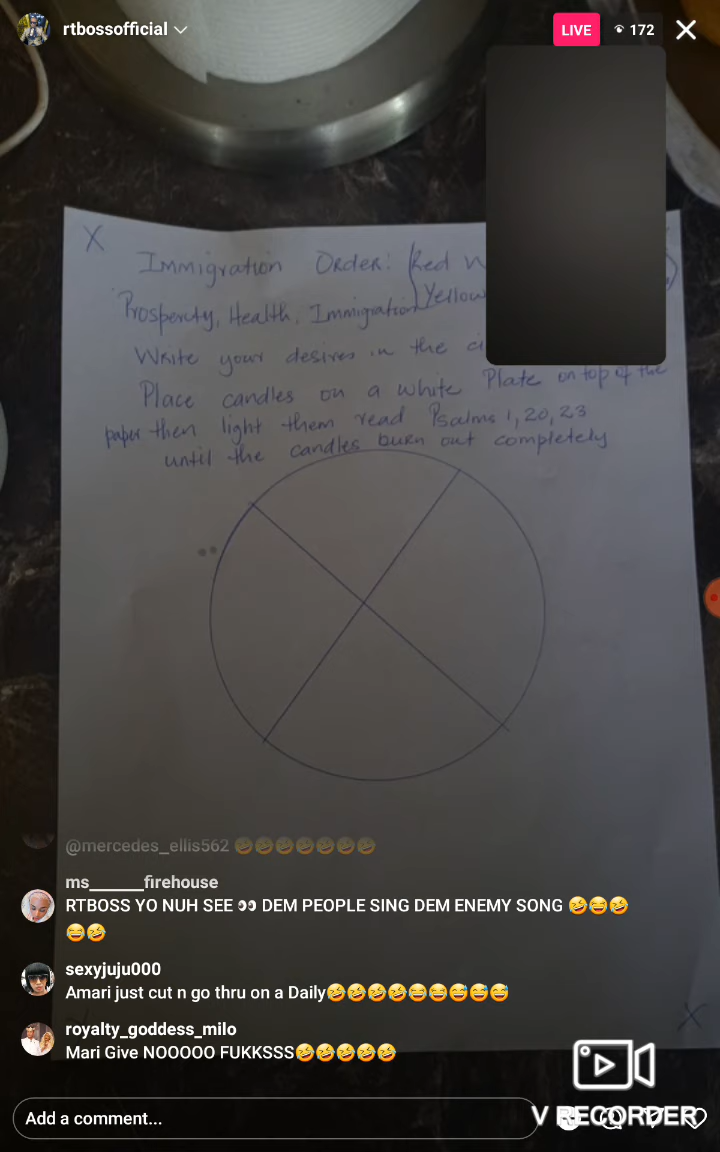 rtbossofficial
LIVE
172
X
Immigration Order: (Red
Prosperity, Health, Immigration (Yellow
Write your desires in the
Place candles on a white Plate on top of the
paper then light them read Psalms 1, 20, 23
until the candles burn out completely
@mercedes_ellis562 🤣🤣🤣🤣🤣🤣🤣
ms______firehouse
RTBOSS YO NUH SEE 👀 DEM PEOPLE SING DEM ENEMY SONG 🤣😂🤣
😂🤣
sexyjuju000
Amari just cut n go thru on a Daily🤣🤣🤣🤣😂😂😅😅😅
royalty_goddess_milo
Mari Give NOOOOO FUKKSSS🤣🤣🤣🤣🤣
X
Add a comment...
V RECORDER